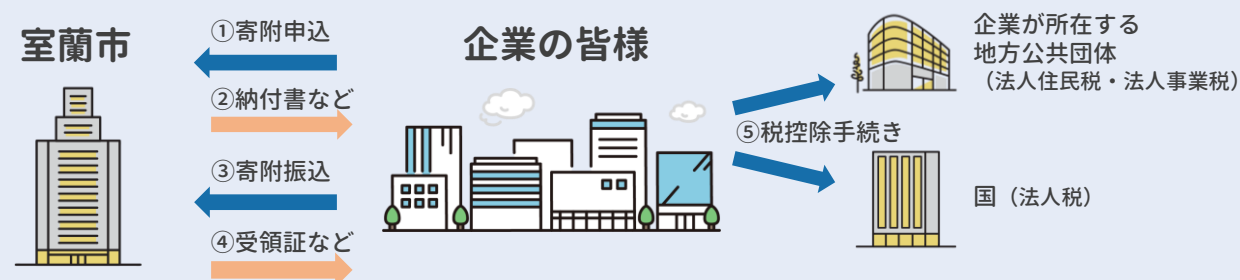 室蘭市
①寄附申込
②納付書など
③寄附振込
④受領証など
企業の皆様
⑤税控除手続き
企業が所在する
地方公共団体
（法人住民税・法人事業税）
国（法人税）